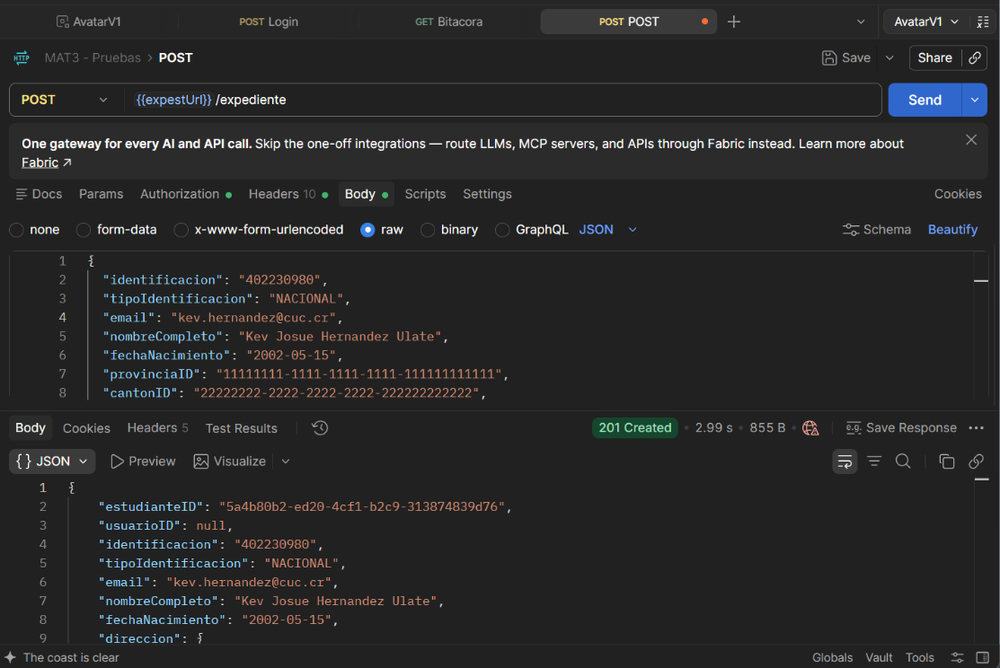 AvatarV1
POST Login
GET Bitacora
POST POST
AvatarV1
HTTP MAT3 - Pruebas > POST
Save
Share
POST
{{expestUrl}} /expediente
Send
One gateway for every AI and API call. Skip the one-off integrations — route LLMs, MCP servers, and APIs through Fabric instead. Learn more about
Fabric ↗
Docs Params Authorization Headers 10 Body Scripts Settings Cookies
none form-data x-www-form-urlencoded raw binary GraphQL JSON Schema Beautify
1 {
2 "identificacion": "402230980",
3 "tipoIdentificacion": "NACIONAL",
4 "email": "kev.hernandez@cuc.cr",
5 "nombreCompleto": "Kev Josue Hernandez Ulate",
6 "fechaNacimiento": "2002-05-15",
7 "provinciaID": "11111111-1111-1111-1111-111111111111",
8 "cantonID": "22222222-2222-2222-2222-222222222222",
Body Cookies Headers 5 Test Results 201 Created • 2.99 s • 855 B e.g. Save Response
{} JSON Preview Visualize
1 {
2 "estudianteID": "5a4b80b2-ed20-4cf1-b2c9-313874839d76",
3 "usuarioID": null,
4 "identificacion": "402230980",
5 "tipoIdentificacion": "NACIONAL",
6 "email": "kev.hernandez@cuc.cr",
7 "nombreCompleto": "Kev Josue Hernandez Ulate",
8 "fechaNacimiento": "2002-05-15",
9 "direccion": {
The coast is clear Globals Vault Tools